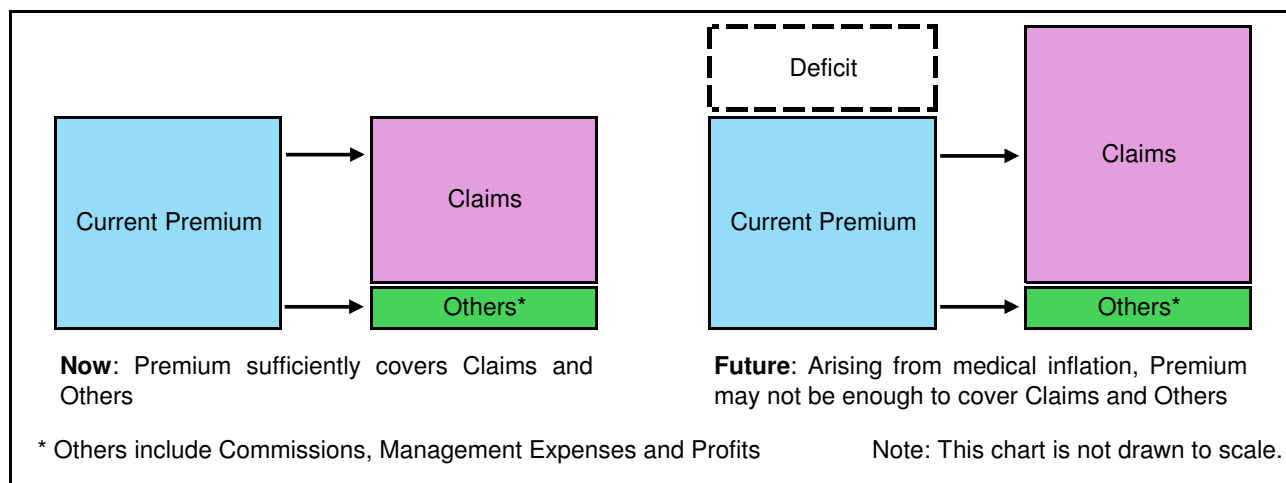 Current Premium
Claims
Others*
Now: Premium sufficiently covers Claims and
Others
Deficit
Current Premium
Claims
Others*
Future: Arising from medical inflation, Premium
may not be enough to cover Claims and Others
* Others include Commissions, Management Expenses and Profits
Note: This chart is not drawn to scale.